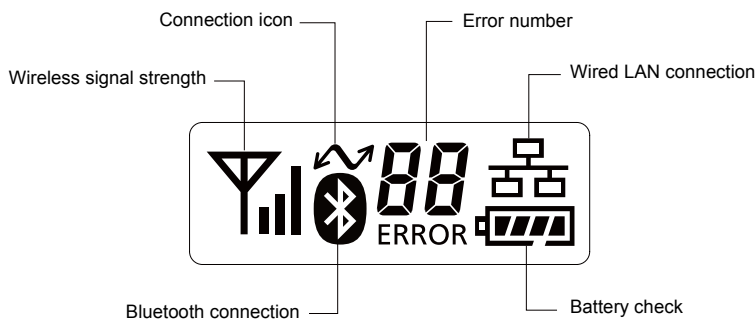 Connection icon
Error number
Wireless signal strength
Wired LAN connection
88
ERROR
Bluetooth connection
Battery check